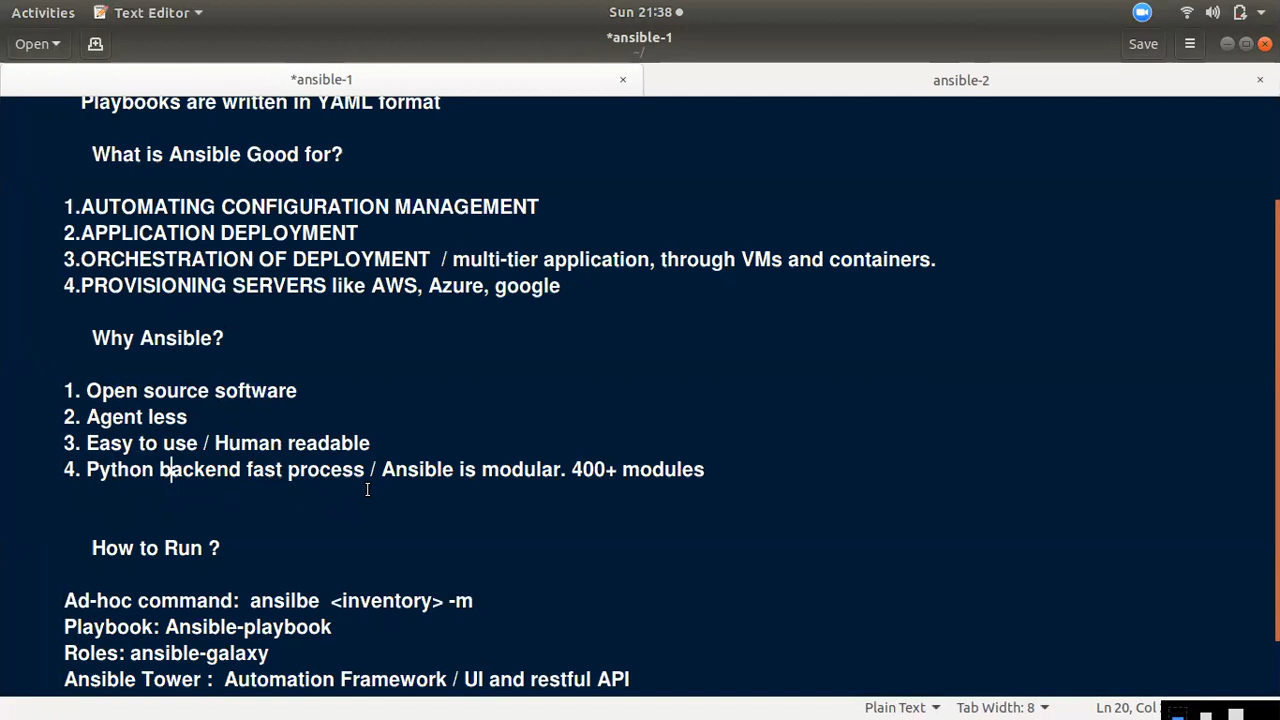 Activities
Text Editor
Sun 21:38
Open
*ansible-1
~/
Save
*ansible-1
ansible-2
Playbooks are written in YAML format
What is Ansible Good for?
1.AUTOMATING CONFIGURATION MANAGEMENT
2.APPLICATION DEPLOYMENT
3.ORCHESTRATION OF DEPLOYMENT / multi-tier application, through VMs and containers.
4.PROVISIONING SERVERS like AWS, Azure, google
Why Ansible?
1. Open source software
2. Agent less
3. Easy to use / Human readable
4. Python backend fast process / Ansible is modular. 400+ modules
How to Run ?
Ad-hoc command: ansilbe <inventory> -m
Playbook: Ansible-playbook
Roles: ansible-galaxy
Ansible Tower : Automation Framework / UI and restful API
Plain Text
Tab Width: 8
Ln 20, Col